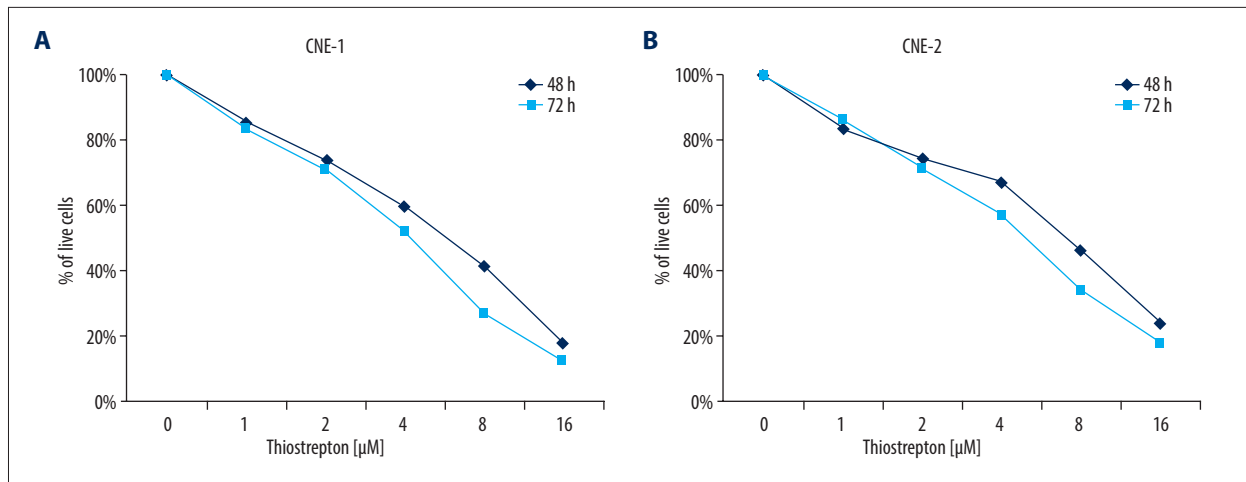 A
CNE-1
48 h
72 h
% of live cells
100%
80%
60%
40%
20%
0%
0 1 2 4 8 16
Thiostrepton [µM]
B
CNE-2
48 h
72 h
% of live cells
100%
80%
60%
40%
20%
0%
0 1 2 4 8 16
Thiostrepton [µM]